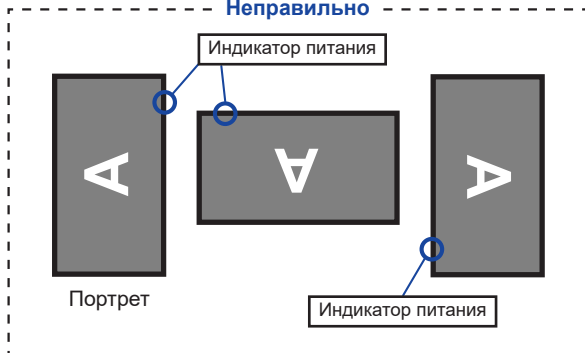 Неправильно
Индикатор питания
A
A
A
Портрет
Индикатор питания